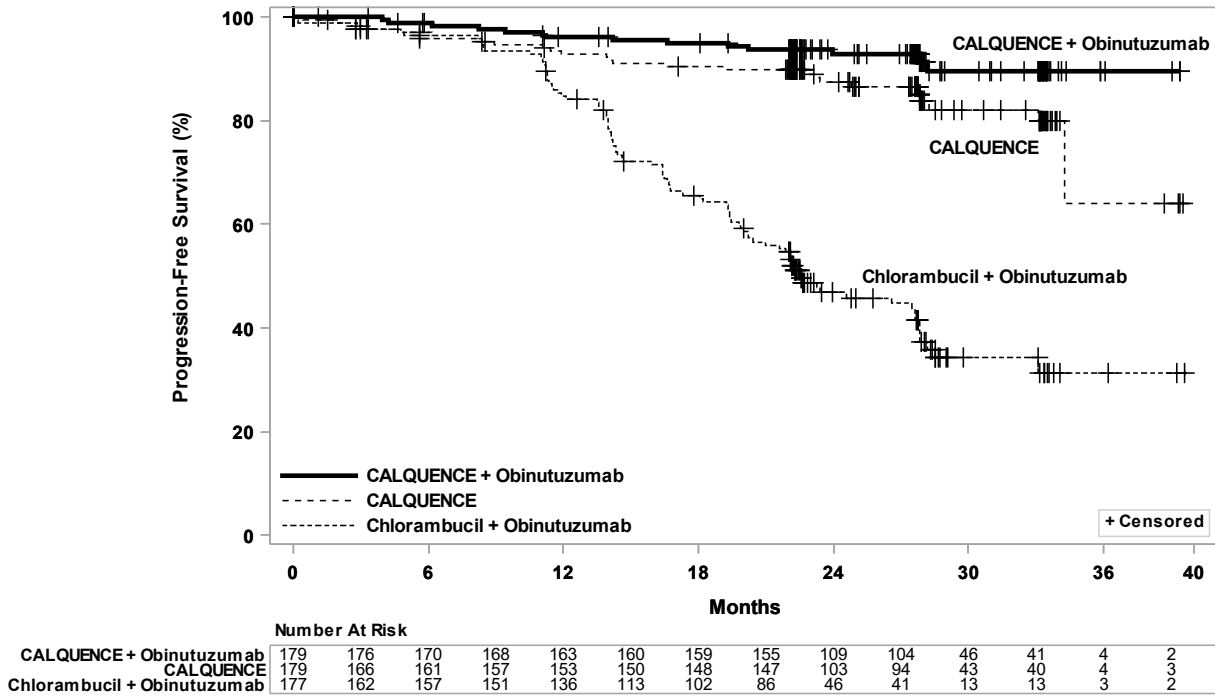 100
80
60
40
20
0
Progression-Free Survival (%)
CALQUENCE + Obinutuzumab
CALQUENCE
Chlorambucil + Obinutuzumab
CALQUENCE + Obinutuzumab
CALQUENCE
Chlorambucil + Obinutuzumab
+ Censored
0 6 12 18 24 30 36 40
Months
Number At Risk
CALQUENCE + Obinutuzumab 179 176 170 168 163 160 159 155 109 104 46 41 4 2
CALQUENCE 179 166 161 157 153 150 148 147 103 94 43 40 4 3
Chlorambucil + Obinutuzumab 177 162 157 151 136 113 102 86 46 41 13 13 3 2